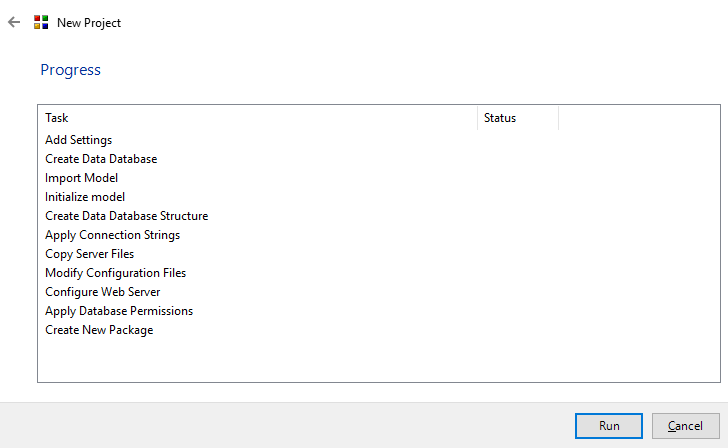 New Project
Progress
Task Status
Add Settings
Create Data Database
Import Model
Initialize model
Create Data Database Structure
Apply Connection Strings
Copy Server Files
Modify Configuration Files
Configure Web Server
Apply Database Permissions
Create New Package
Run Cancel